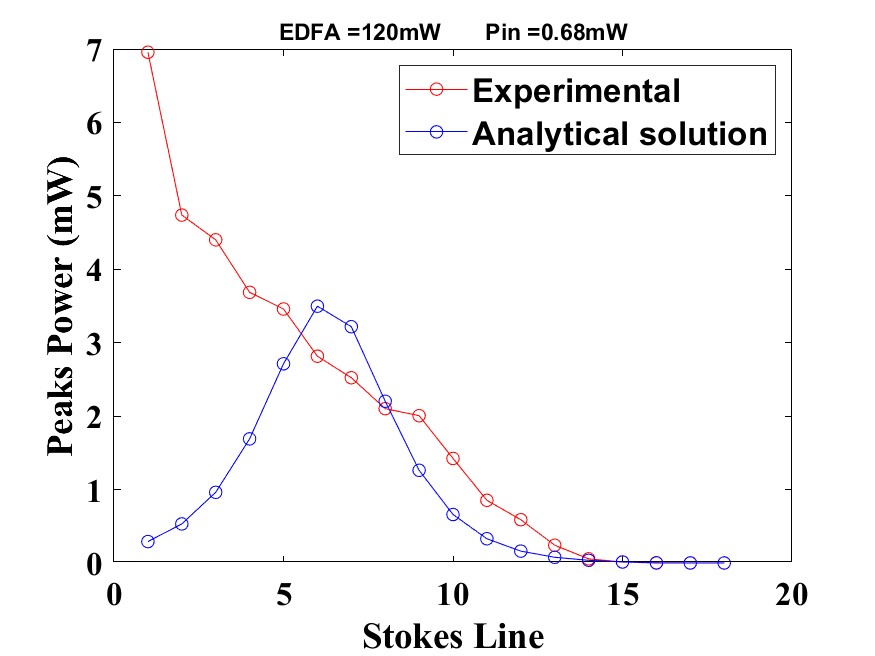 EDFA =120mW Pin =0.68mW
Experimental
Analytical solution
Peaks Power (mW)
7
6
5
4
3
2
1
0
0 5 10 15 20
Stokes Line